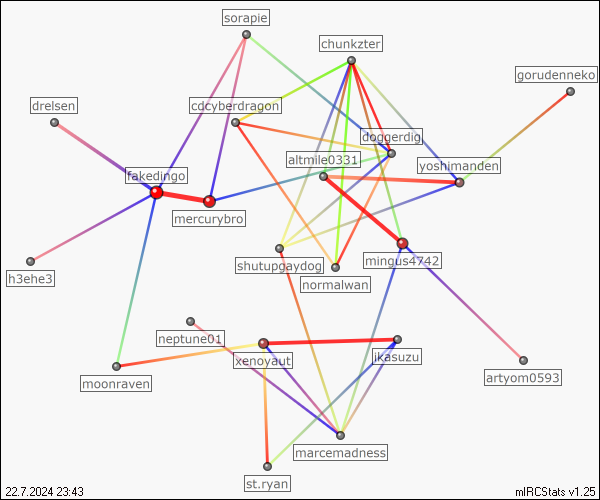 sorapie
chunkzter
gorudenneko
drelsen
cdcyberdragon
doggerdig
altmile0331
yoshimanden
fakedingo
mercurybro
mingus4742
shutupgaydog
h3ehe3
normalwan
neptune01
xenoyaut
ikasuzu
moonraven
artyom0593
marcemadness
st.ryan
22.7.2024 23:43
mIRCStats v1.25